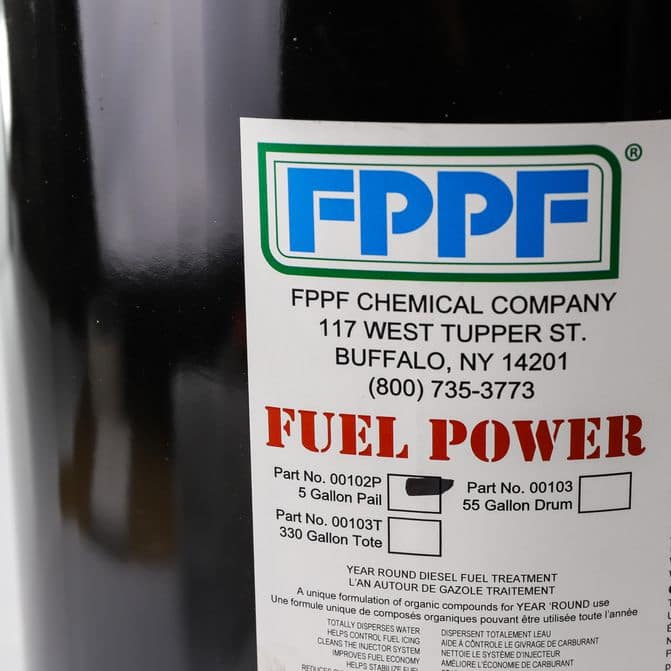 FPPF ®
FPPF CHEMICAL COMPANY
117 WEST TUPPER ST.
BUFFALO, NY 14201
(800) 735-3773
FUEL POWER
Part No. 00102P
5 Gallon Pail
Part No. 00103
55 Gallon Drum
Part No. 00103T
330 Gallon Tote
YEAR ROUND DIESEL FUEL TREATMENT
L'AN AUTOUR DE GAZOLE TRAITEMENT
A unique formulation of organic compounds for YEAR 'ROUND use
Une formule unique de composés organiques pouvant être utilisée toute l'année
TOTALLY DISPERSES WATER
HELPS CONTROL FUEL ICING
CLEANS THE INJECTOR SYSTEM
IMPROVES FUEL ECONOMY
HELPS STABILIZE FUEL
DISPERSENT TOTALEMENT LEAU
AIDE À CÔNTROLE LE GIVRAGE DE CARBURANT
NETTOIE LE SYSTÈME D'INJECTEUR
AMÉLIORE L'ECONOMIE DE CARBURANT